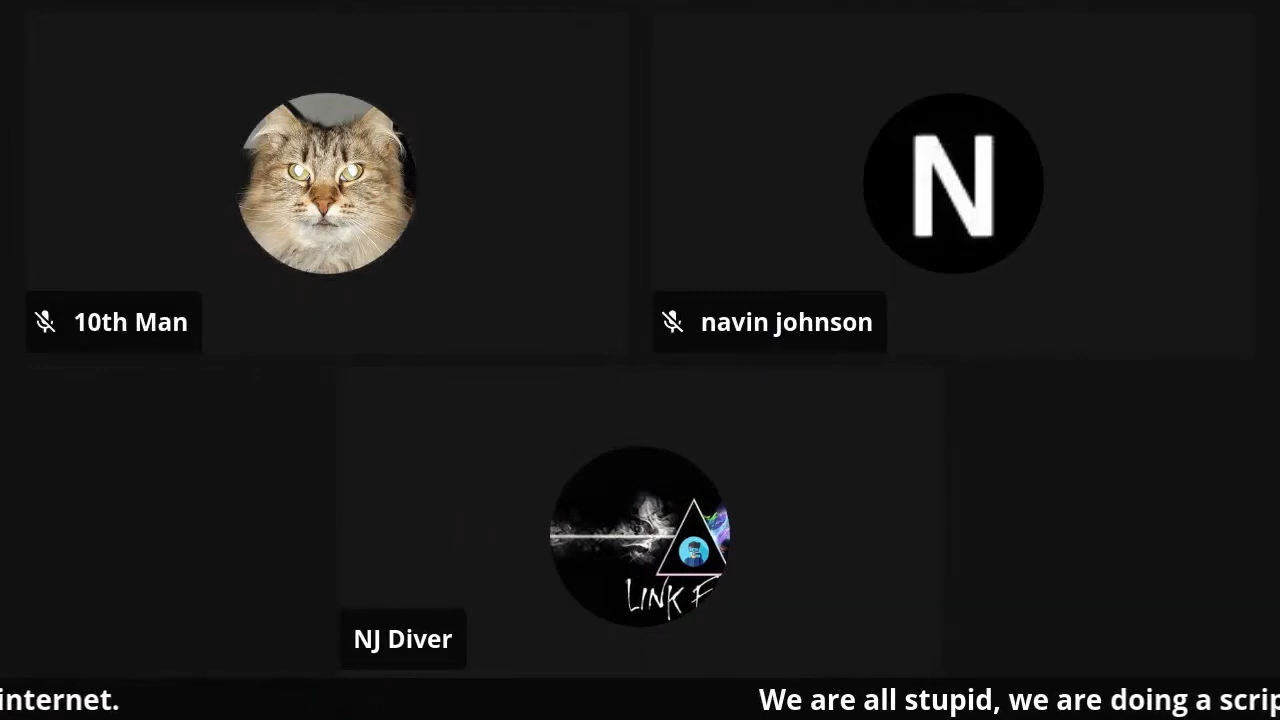 N
10th Man
navin johnson
LINK F
NJ Diver
internet.
We are all stupid, we are doing a scrip